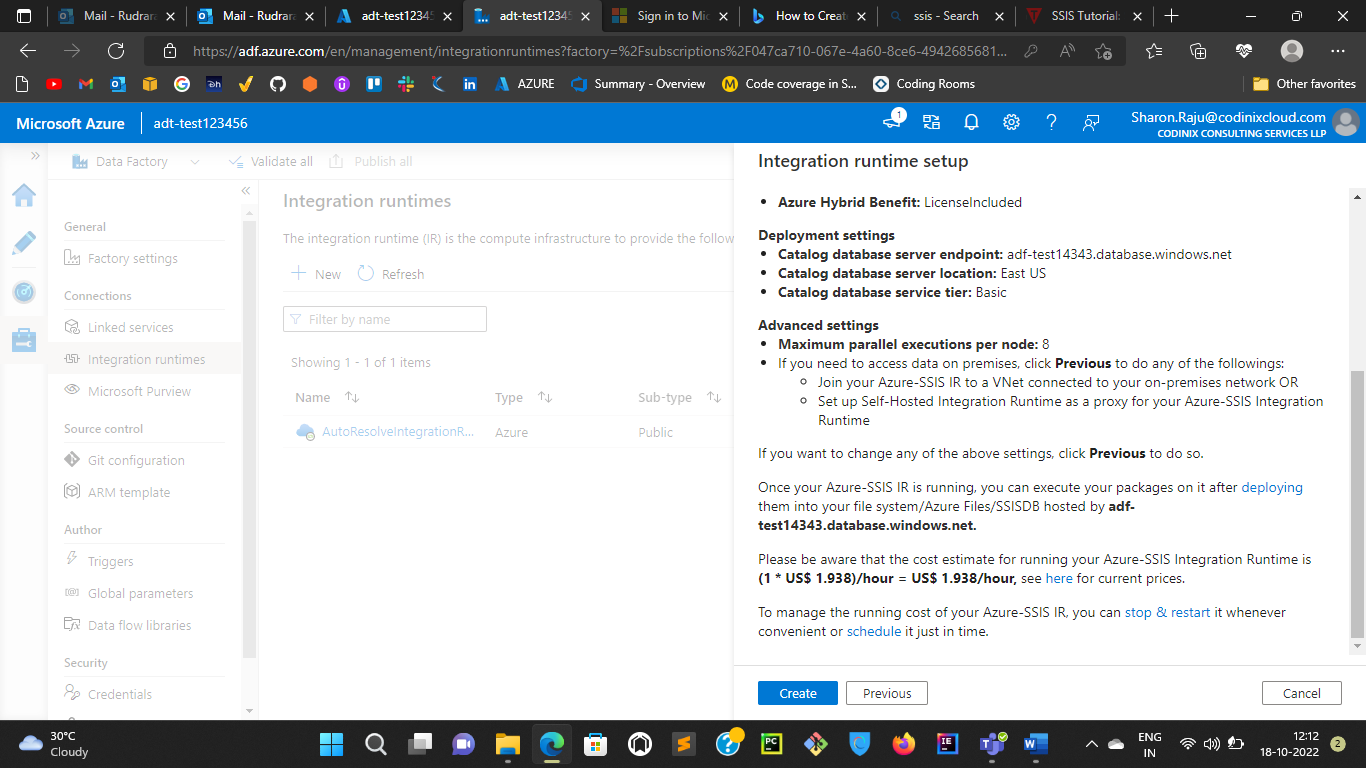 Mail - Rudrara
Mail - Rudrara
adt-test12345
adt-test12345
Sign in to Mic
How to Create
ssis - Search
SSIS Tutorial:
https://adf.azure.com/en/management/integrationruntimes?factory=%2Fsubscriptions%2F047ca710-067e-4a60-8ce6-4942685681...
AZURE
Summary - Overview
Code coverage in S...
Coding Rooms
Other favorites
Microsoft Azure
adt-test123456
1
Sharon.Raju@codinixcloud.com
CODINIX CONSULTING SERVICES LLP
Data Factory
Validate all
Publish all
General
Factory settings
Connections
Linked services
Integration runtimes
Microsoft Purview
Source control
Git configuration
ARM template
Author
Triggers
Global parameters
Data flow libraries
Security
Credentials
Integration runtimes
The integration runtime (IR) is the compute infrastructure to provide the follow
New
Refresh
Filter by name
Showing 1 - 1 of 1 items
Name
Type
Sub-type
AutoResolveIntegrationR...
Azure
Public
Integration runtime setup
• Azure Hybrid Benefit: LicenseIncluded
Deployment settings
• Catalog database server endpoint: adf-test14343.database.windows.net
• Catalog database server location: East US
• Catalog database service tier: Basic
Advanced settings
• Maximum parallel executions per node: 8
• If you need to access data on premises, click Previous to do any of the followings:
Join your Azure-SSIS IR to a VNet connected to your on-premises network OR
Set up Self-Hosted Integration Runtime as a proxy for your Azure-SSIS Integration
Runtime
If you want to change any of the above settings, click Previous to do so.
Once your Azure-SSIS IR is running, you can execute your packages on it after deploying
them into your file system/Azure Files/SSISDB hosted by adf-
test14343.database.windows.net.
Please be aware that the cost estimate for running your Azure-SSIS Integration Runtime is
(1 * US$ 1.938)/hour = US$ 1.938/hour, see here for current prices.
To manage the running cost of your Azure-SSIS IR, you can stop & restart it whenever
convenient or schedule it just in time.
Create
Previous
Cancel
30°C
Cloudy
ENG
IN
12:12
18-10-2022
2